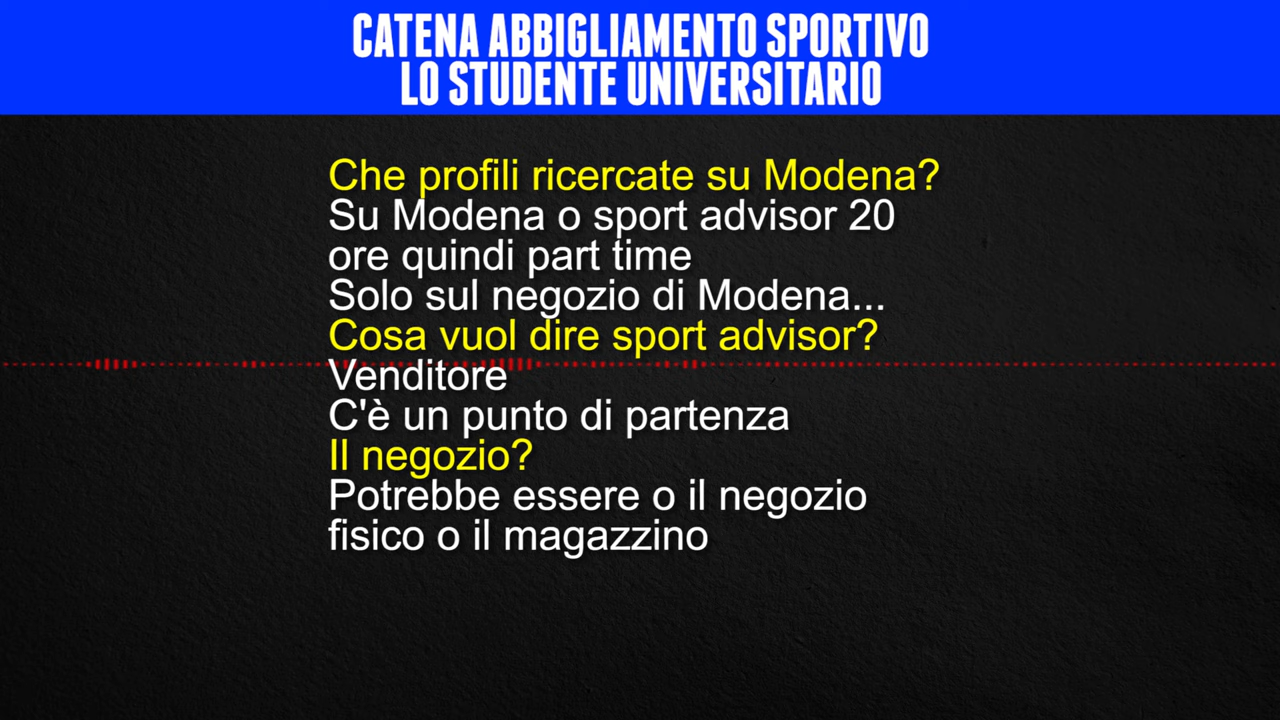 CATENA ABBIGLIAMENTO SPORTIVO
LO STUDENTE UNIVERSITARIO
Che profili ricercate su Modena?
Su Modena o sport advisor 20
ore quindi part time
Solo sul negozio di Modena...
Cosa vuol dire sport advisor?
Venditore
C'è un punto di partenza
Il negozio?
Potrebbe essere o il negozio
fisico o il magazzino